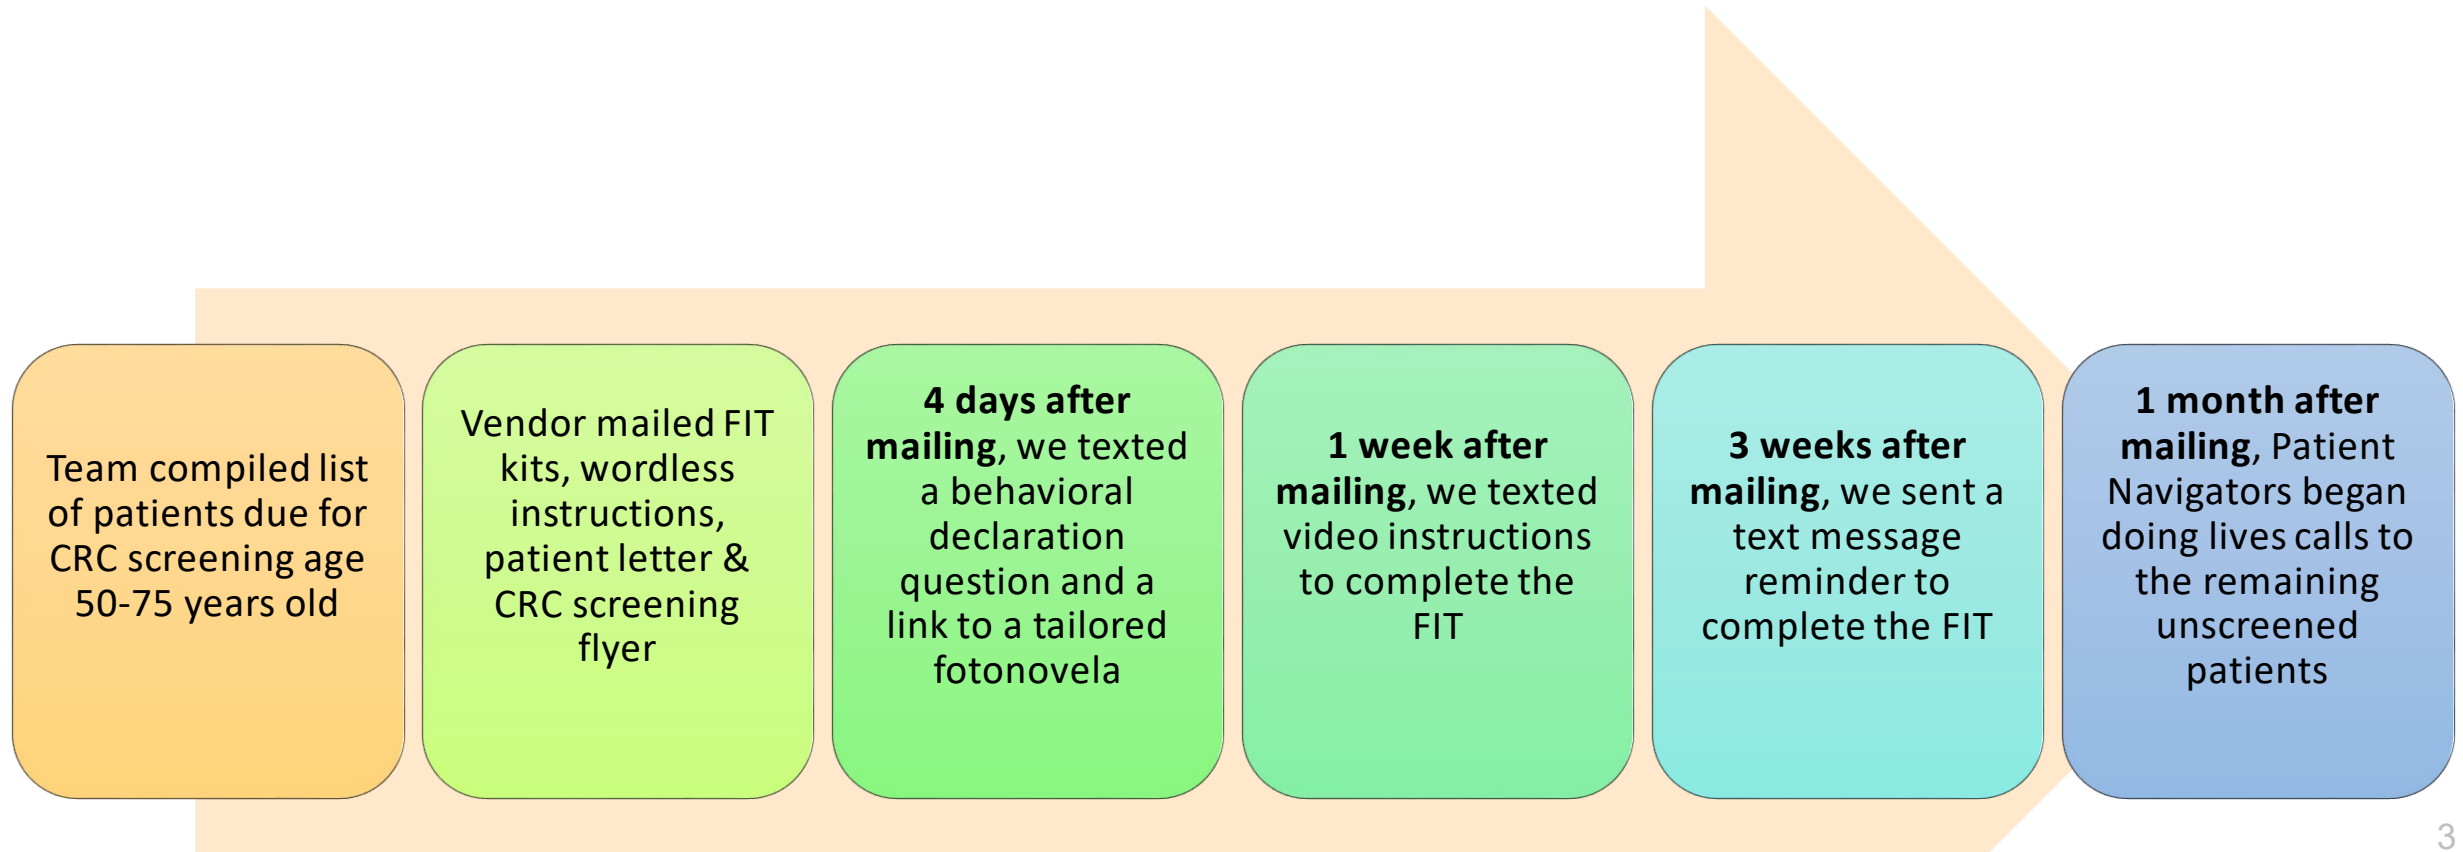 Team compiled list
of patients due for
CRC screening age
50-75 years old
Vendor mailed FIT
kits, wordless
instructions,
patient letter &
CRC screening
flyer
4 days after
mailing, we texted
a behavioral
declaration
question and a
link to a tailored
fotonovela
1 week after
mailing, we texted
video instructions
to complete the
FIT
3 weeks after
mailing, we sent a
text message
reminder to
complete the FIT
1 month after
mailing, Patient
Navigators began
doing lives calls to
the remaining
unscreened
patients
3